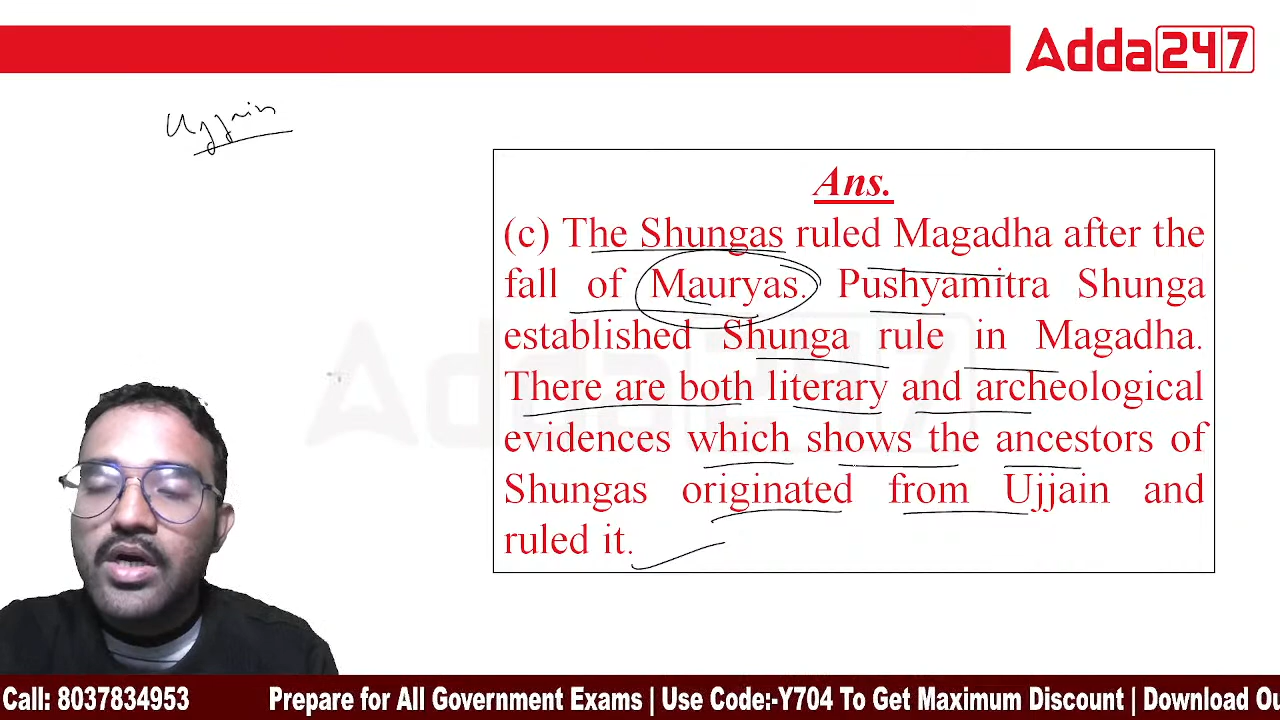 Adda247
Ujjain
Ans.
(c) The Shungas ruled Magadha after the
fall of Mauryas. Pushyamitra Shunga
established Shunga rule in Magadha.
There are both literary and archeological
evidences which shows the ancestors of
Shungas originated from Ujjain and
ruled it.
Adda247
Call: 8037834953 Prepare for All Government Exams | Use Code:-Y704 To Get Maximum Discount | Download Ou